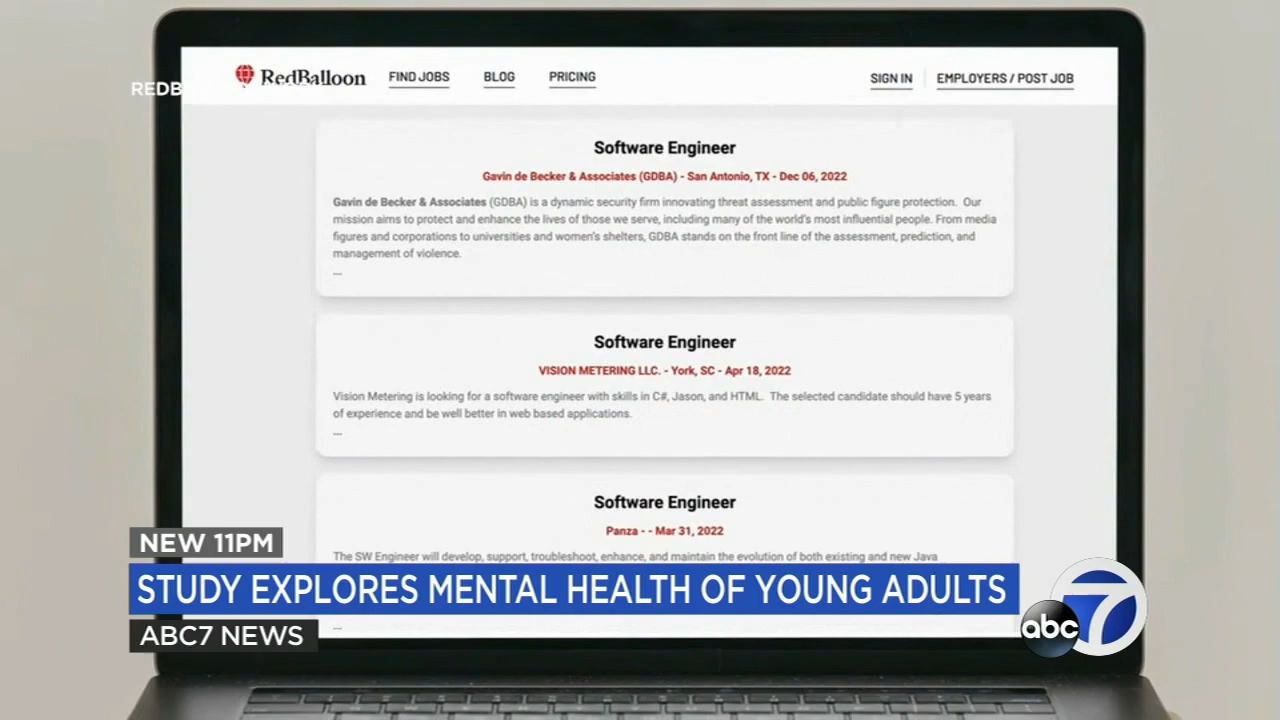 RedBalloon FIND JOBS BLOG PRICING SIGN IN EMPLOYERS / POST JOB
REDB
Software Engineer
Gavin de Becker & Associates (GDBA) - San Antonio, TX - Dec 06, 2022
Gavin de Becker & Associates (GDBA) is a dynamic security firm innovating threat assessment and public figure protection. Our
mission aims to protect and enhance the lives of those we serve, including many of the world's most influential people. From media
figures and corporations to universities and women's shelters, GDBA stands on the front line of the assessment, prediction, and
management of violence.
...
Software Engineer
VISION METERING LLC. - York, SC - Apr 18, 2022
Vision Metering is looking for a software engineer with skills in C#, Jason, and HTML. The selected candidate should have 5 years
of experience and be well better in web based applications.
...
Software Engineer
Panza - - Mar 31, 2022
The SW Engineer will develop, support, troubleshoot, enhance, and maintain the evolution of both existing and new Java
...
NEW 11PM
STUDY EXPLORES MENTAL HEALTH OF YOUNG ADULTS
ABC7 NEWS
abc 7